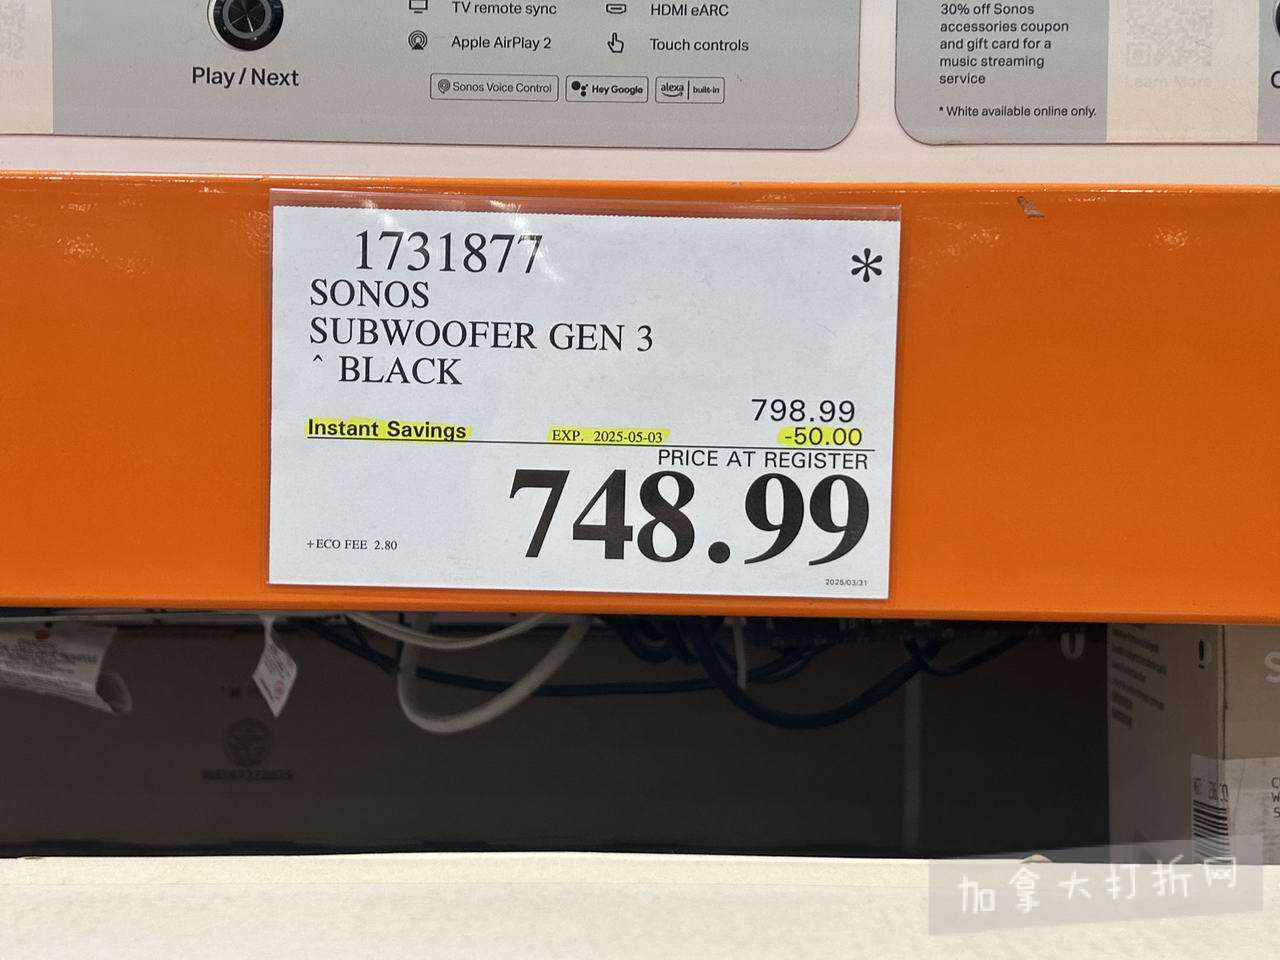 TV remote sync
HDMI eARC
Apple AirPlay 2
Touch controls
Play / Next
Sonos Voice Control
Hey Google
alexa built-in
30% off Sonos
accessories coupon
and gift card for a
music streaming
service
* White available online only.
Learn More
1731877
*
SONOS
SUBWOOFER GEN 3
^ BLACK
798.99
Instant Savings EXP. 2025-05-03 -50.00
PRICE AT REGISTER
748.99
+ECO FEE 2.80
2025/03/31
加拿大打折网